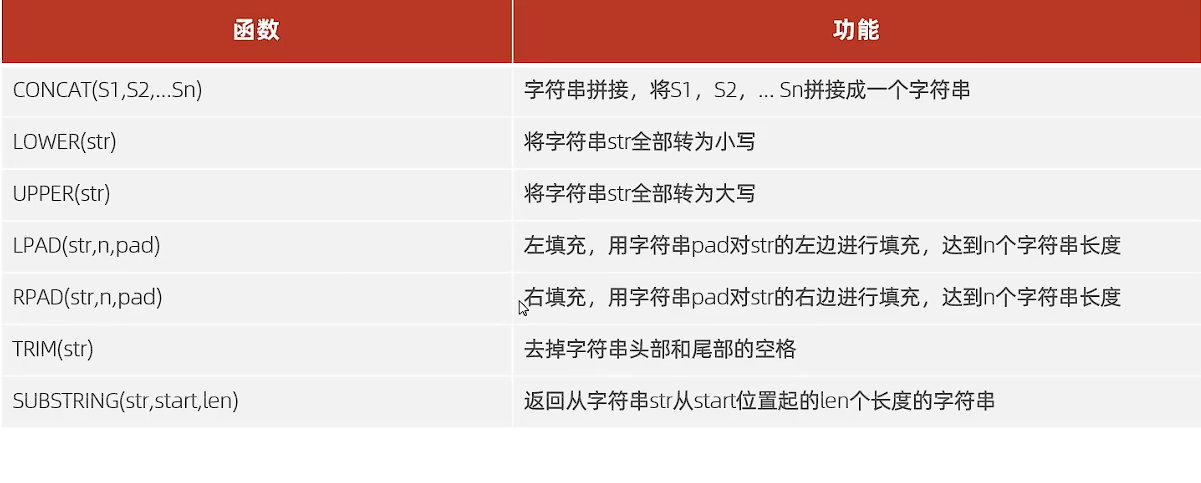 函数 功能
CONCAT(S1,S2,...Sn) 字符串拼接，将S1，S2，... Sn拼接成一个字符串
LOWER(str) 将字符串str全部转为小写
UPPER(str) 将字符串str全部转为大写
LPAD(str,n,pad) 左填充，用字符串pad对str的左边进行填充，达到n个字符串长度
RPAD(str,n,pad) 右填充，用字符串pad对str的右边进行填充，达到n个字符串长度
TRIM(str) 去掉字符串头部和尾部的空格
SUBSTRING(str,start,len) 返回从字符串str从start位置起的len个长度的字符串